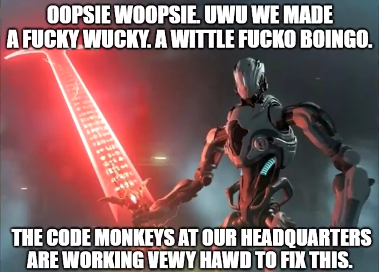 OOPSIE WOOPSIE. UWU WE MADE
A FUCKY WUCKY. A WITTLE FUCKO BOINGO.
THE CODE MONKEYS AT OUR HEADQUARTERS
ARE WORKING VEWY HAWD TO FIX THIS.